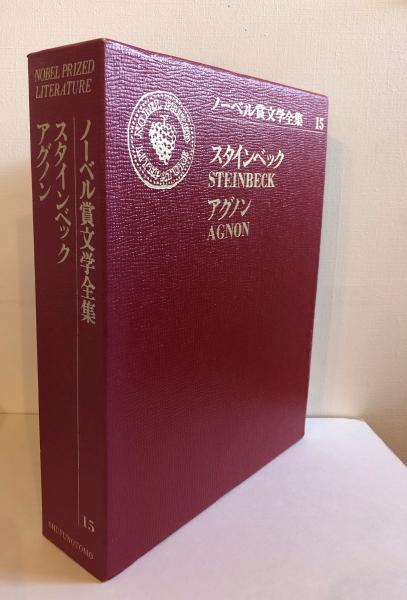 NOBEL PRIZED
LITERATURE
ノーベル賞文学全集
スタインベック
アグノン
15
SHUFUNOTOMO
ノーベル賞文学全集 15
スタインベック
STEINBECK
アグノン
AGNON